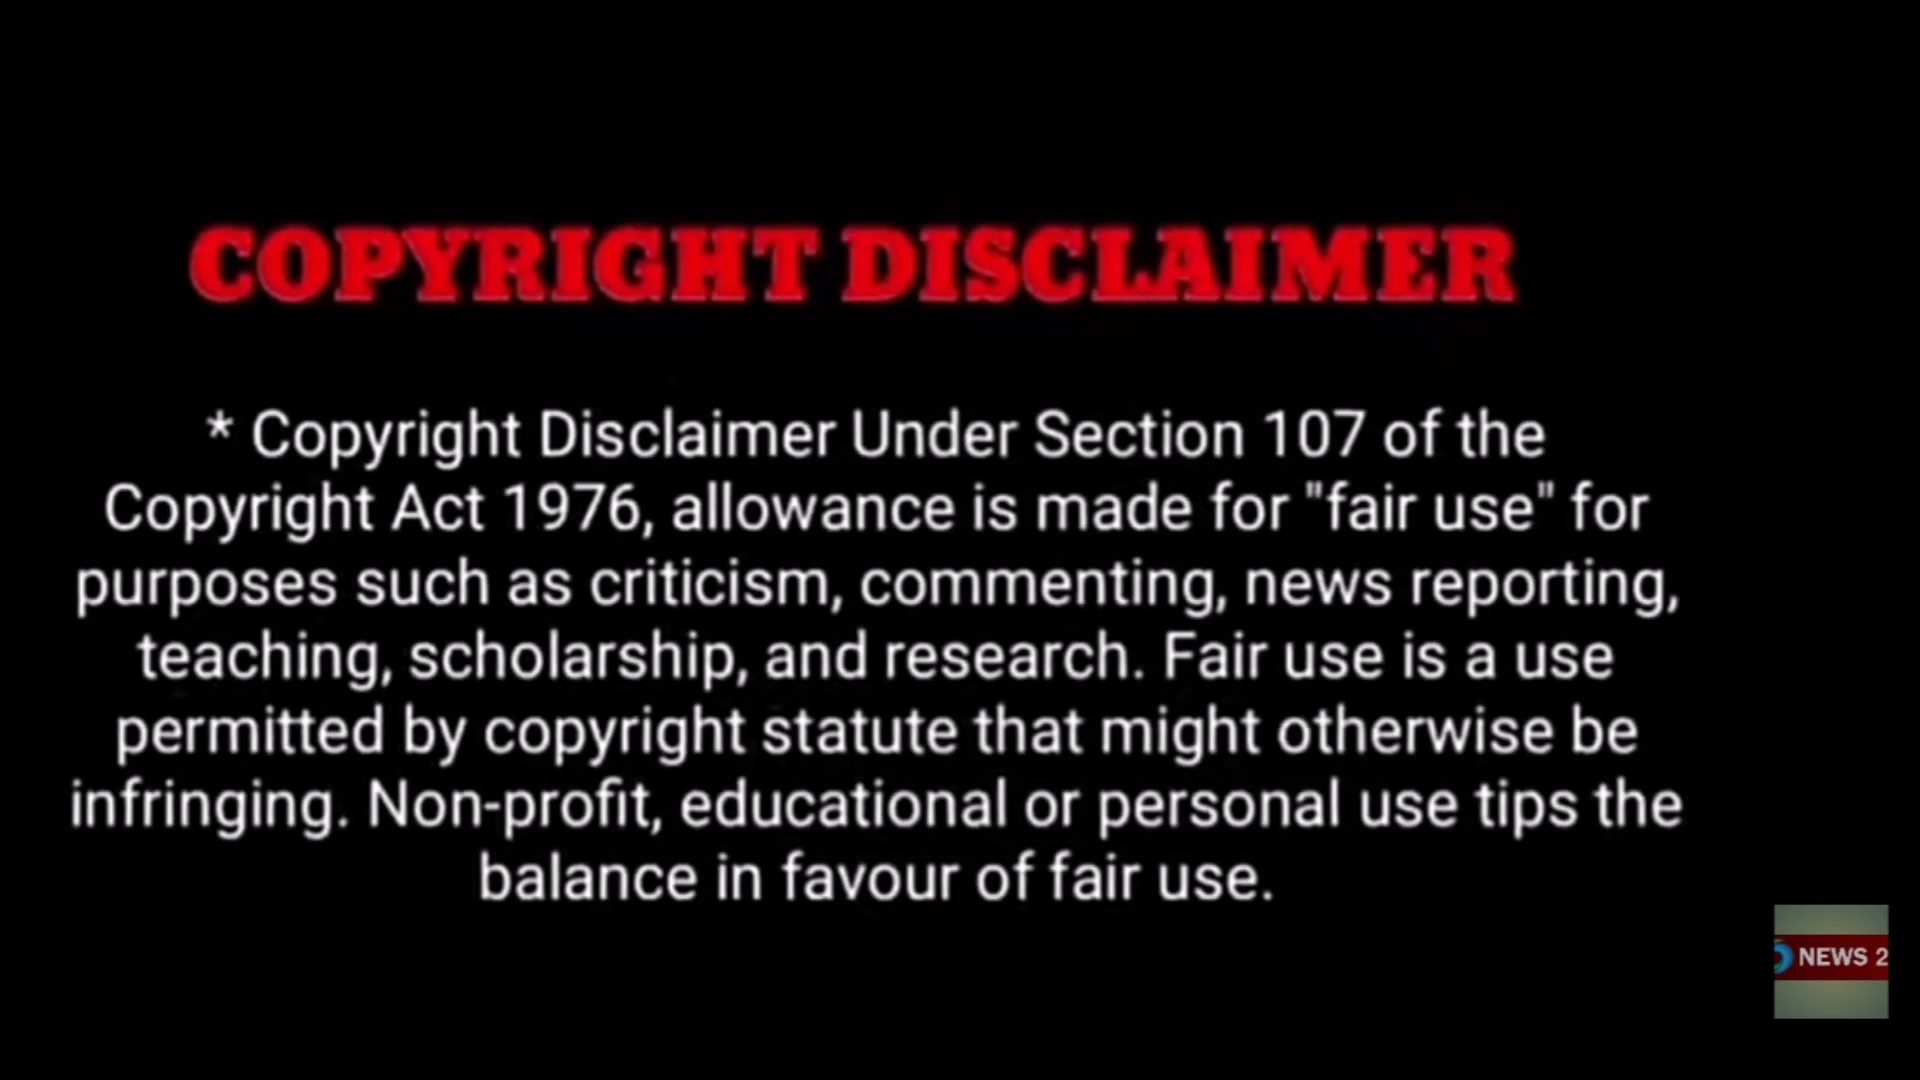 COPYRIGHT DISCLAIMER
* Copyright Disclaimer Under Section 107 of the
Copyright Act 1976, allowance is made for "fair use" for
purposes such as criticism, commenting, news reporting,
teaching, scholarship, and research. Fair use is a use
permitted by copyright statute that might otherwise be
infringing. Non-profit, educational or personal use tips the
balance in favour of fair use.
NEWS 2